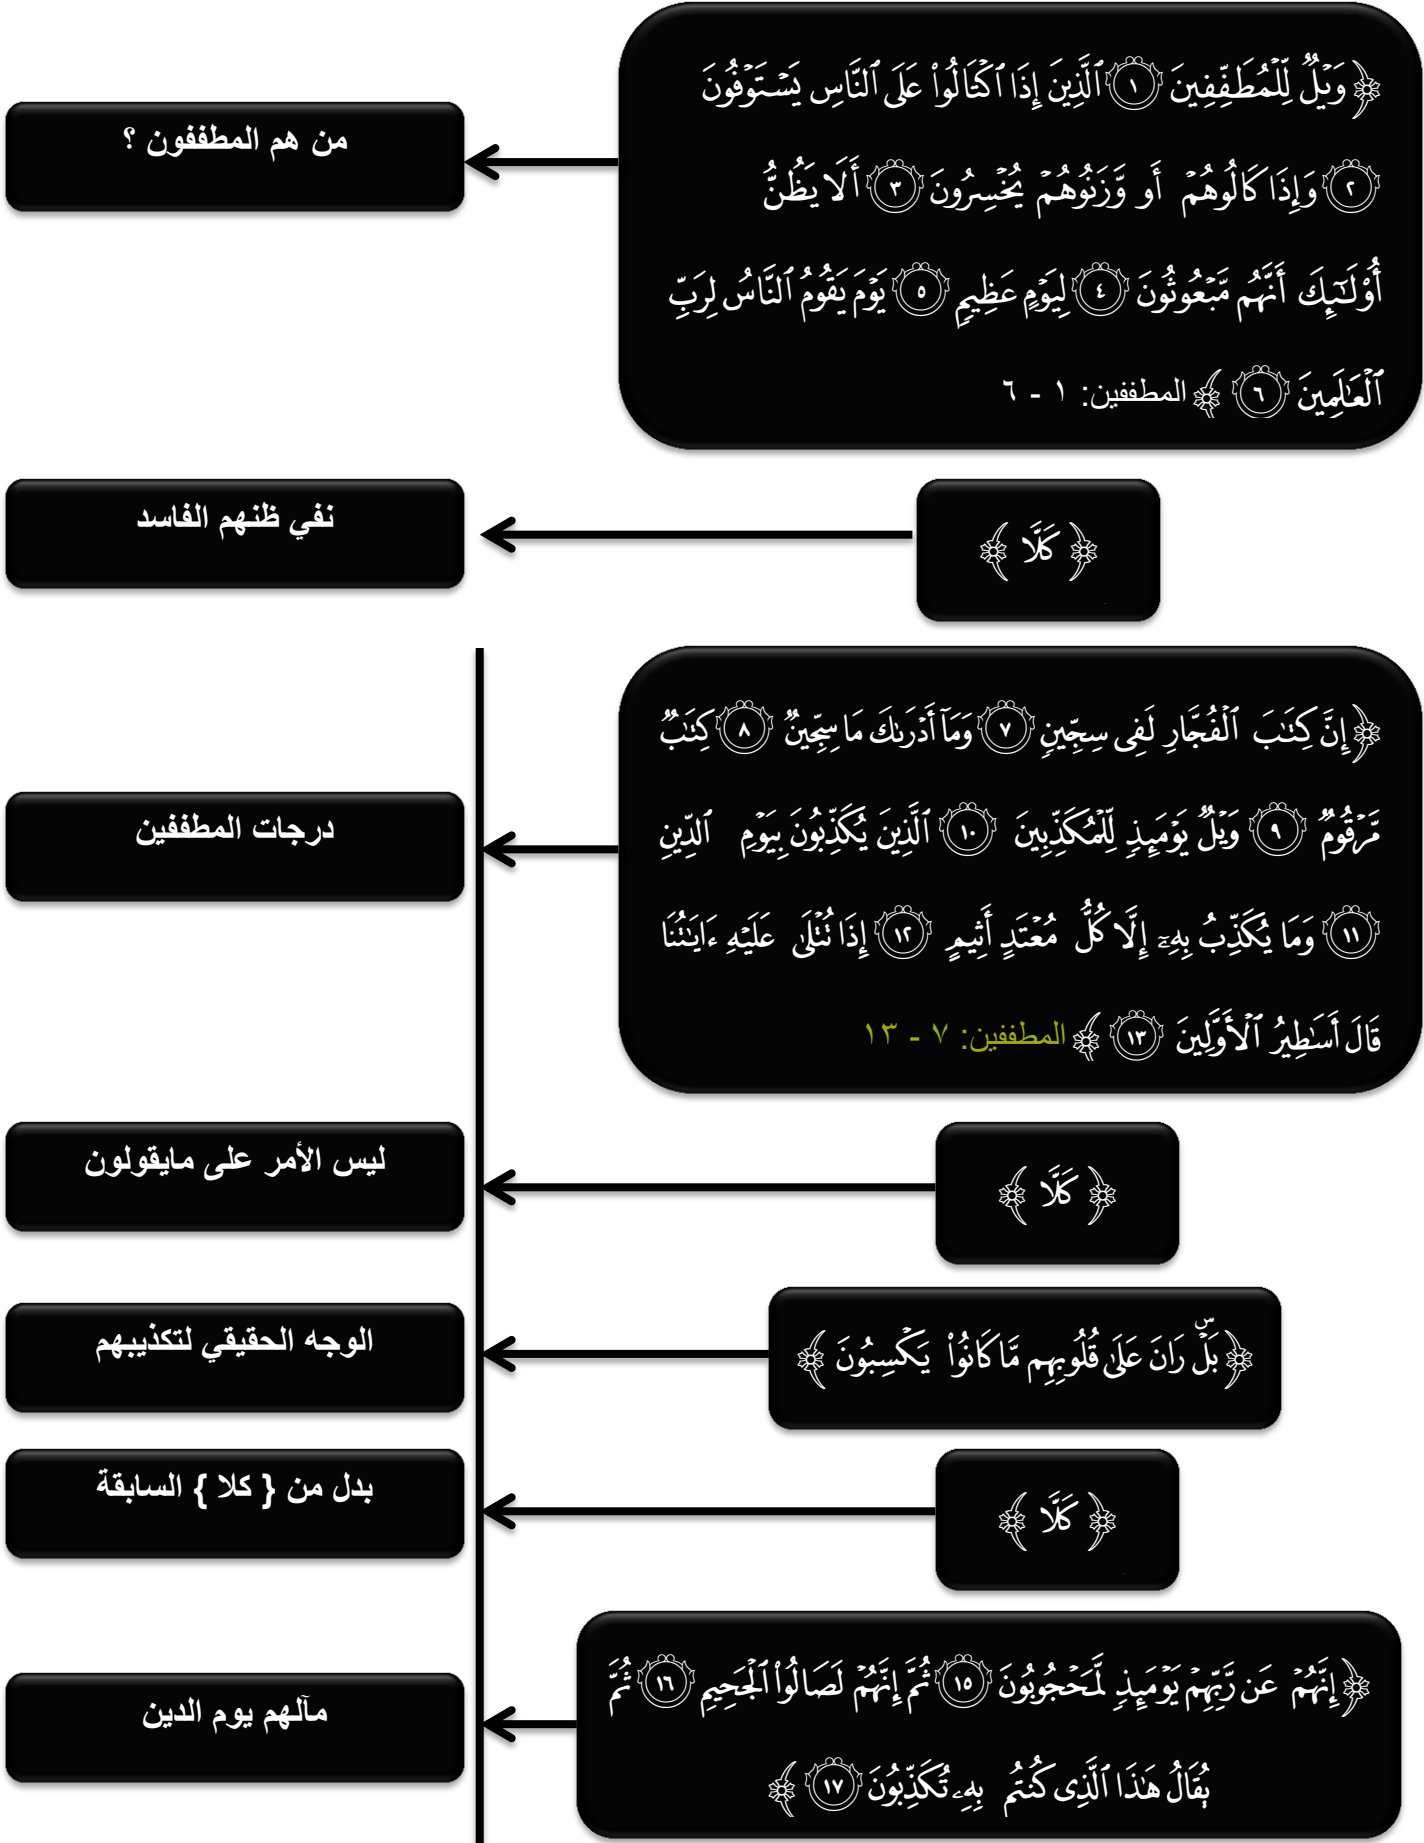 ﴿ وَيْلٌ لِّلْمُطَفِّفِينَ ١ ٱلَّذِينَ إِذَا ٱكْتَالُوا۟ عَلَى ٱلنَّاسِ يَسْتَوْفُونَ
٢ وَإِذَا كَالُوهُمْ أَو وَّزَنُوهُمْ يُخْسِرُونَ ٣ أَلَا يَظُنُّ
أُو۟لَـٰٓئِكَ أَنَّهُم مَّبْعُوثُونَ ٤ لِيَوْمٍ عَظِيمٍ ٥ يَوْمَ يَقُومُ ٱلنَّاسُ لِرَبِّ
ٱلْعَـٰلَمِينَ ٦ ﴾ المطففين: ١ - ٦
من هم المطففون ؟
﴿ كَلَّا ﴾
نفي ظنهم الفاسد
﴿ إِنَّ كِتَـٰبَ ٱلْفُجَّارِ لَفِى سِجِّينٍ ٧ وَمَآ أَدْرَىٰكَ مَا سِجِّينٌ ٨ كِتَـٰبٌ
مَّرْقُومٌ ٩ وَيْلٌ يَوْمَئِذٍ لِّلْمُكَذِّبِينَ ١٠ ٱلَّذِينَ يُكَذِّبُونَ بِيَوْمِ ٱلدِّينِ
١١ وَمَا يُكَذِّبُ بِهِۦٓ إِلَّا كُلُّ مُعْتَدٍ أَثِيمٍ ١٢ إِذَا تُتْلَىٰ عَلَيْهِ ءَايَـٰتُنَا
قَالَ أَسَـٰطِيرُ ٱلْأَوَّلِينَ ١٣ ﴾ المطففين: ٧ - ١٣
درجات المطففين
﴿ كَلَّا ﴾
ليس الأمر على مايقولون
﴿ بَلْ ۜ رَانَ عَلَىٰ قُلُوبِهِم مَّا كَانُوا۟ يَكْسِبُونَ ﴾
الوجه الحقيقي لتكذيبهم
﴿ كَلَّا ﴾
بدل من { كلا } السابقة
﴿ إِنَّهُمْ عَن رَّبِّهِمْ يَوْمَئِذٍ لَّمَحْجُوبُونَ ١٥ ثُمَّ إِنَّهُمْ لَصَالُوا۟ ٱلْجَحِيمِ ١٦ ثُمَّ
يُقَالُ هَـٰذَا ٱلَّذِى كُنتُم بِهِۦ تُكَذِّبُونَ ١٧ ﴾
مآلهم يوم الدين